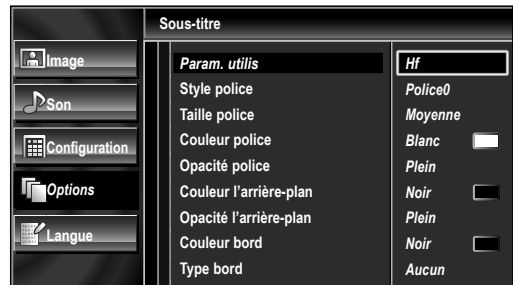 Sous-titre
Image
Son
Configuration
Options
Langue
Param. utilis Hf
Style police Police0
Taille police Moyenne
Couleur police Blanc
Opacité police Plein
Couleur l'arrière-plan Noir
Opacité l'arrière-plan Plein
Couleur bord Noir
Type bord Aucun